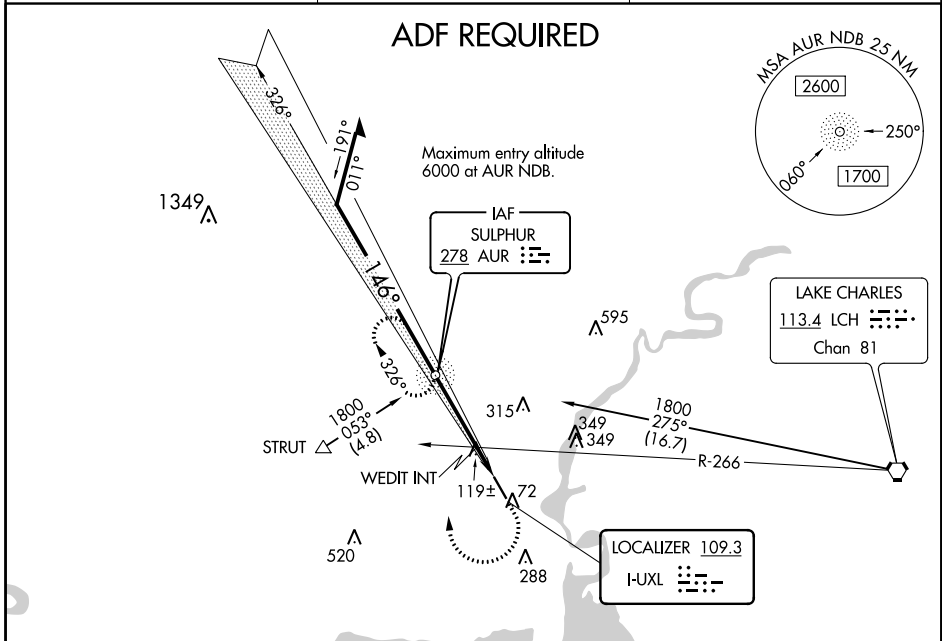 ADF REQUIRED
MSA AUR NDB 25 NM
2600
250°
060°
1700
326°
191°
011°
Maximum entry altitude
6000 at AUR NDB.
1349
IAF
SULPHUR
278 AUR
146°
LAKE CHARLES
113.4 LCH
Chan 81
595
326°
1800
053°
(4.8)
STRUT
315
349
349
1800
275°
(16.7)
R-266
WEDIT INT
119±
72
520
288
LOCALIZER 109.3
I-UXL